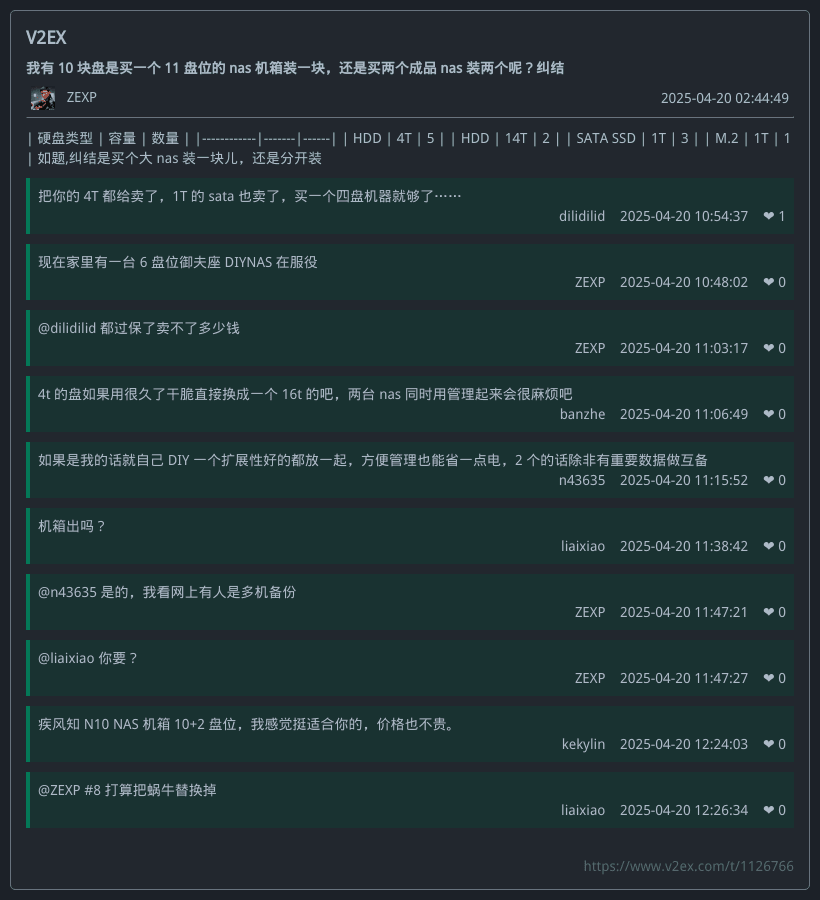 V2EX
我有 10 块盘是买一个 11 盘位的 nas 机箱装一块，还是买两个成品 nas 装两个呢？纠结
ZEXP 2025-04-20 02:44:49
| 硬盘类型 | 容量 | 数量 | |------------|-------|------| | HDD | 4T | 5 | | HDD | 14T | 2 | | SATA SSD | 1T | 3 | | M.2 | 1T | 1
| 如题,纠结是买个大 nas 装一块儿，还是分开装
把你的 4T 都给卖了，1T 的 sata 也卖了，买一个四盘机器就够了⋯⋯
dilidilid 2025-04-20 10:54:37 ❤ 1
现在家里有一台 6 盘位御夫座 DIYNAS 在服役
ZEXP 2025-04-20 10:48:02 ❤ 0
@dilidilid 都过保了卖不了多少钱
ZEXP 2025-04-20 11:03:17 ❤ 0
4t 的盘如果用很久了干脆直接换成一个 16t 的吧，两台 nas 同时用管理起来会很麻烦吧
banzhe 2025-04-20 11:06:49 ❤ 0
如果是我的话就自己 DIY 一个扩展性好的都放一起，方便管理也能省一点电，2 个的话除非有重要数据做互备
n43635 2025-04-20 11:15:52 ❤ 0
机箱出吗？
liaixiao 2025-04-20 11:38:42 ❤ 0
@n43635 是的，我看网上有人是多机备份
ZEXP 2025-04-20 11:47:21 ❤ 0
@liaixiao 你要？
ZEXP 2025-04-20 11:47:27 ❤ 0
疾风知 N10 NAS 机箱 10+2 盘位，我感觉挺适合你的，价格也不贵。
kekylin 2025-04-20 12:24:03 ❤ 0
@ZEXP #8 打算把蜗牛替换掉
liaixiao 2025-04-20 12:26:34 ❤ 0
https://www.v2ex.com/t/1126766